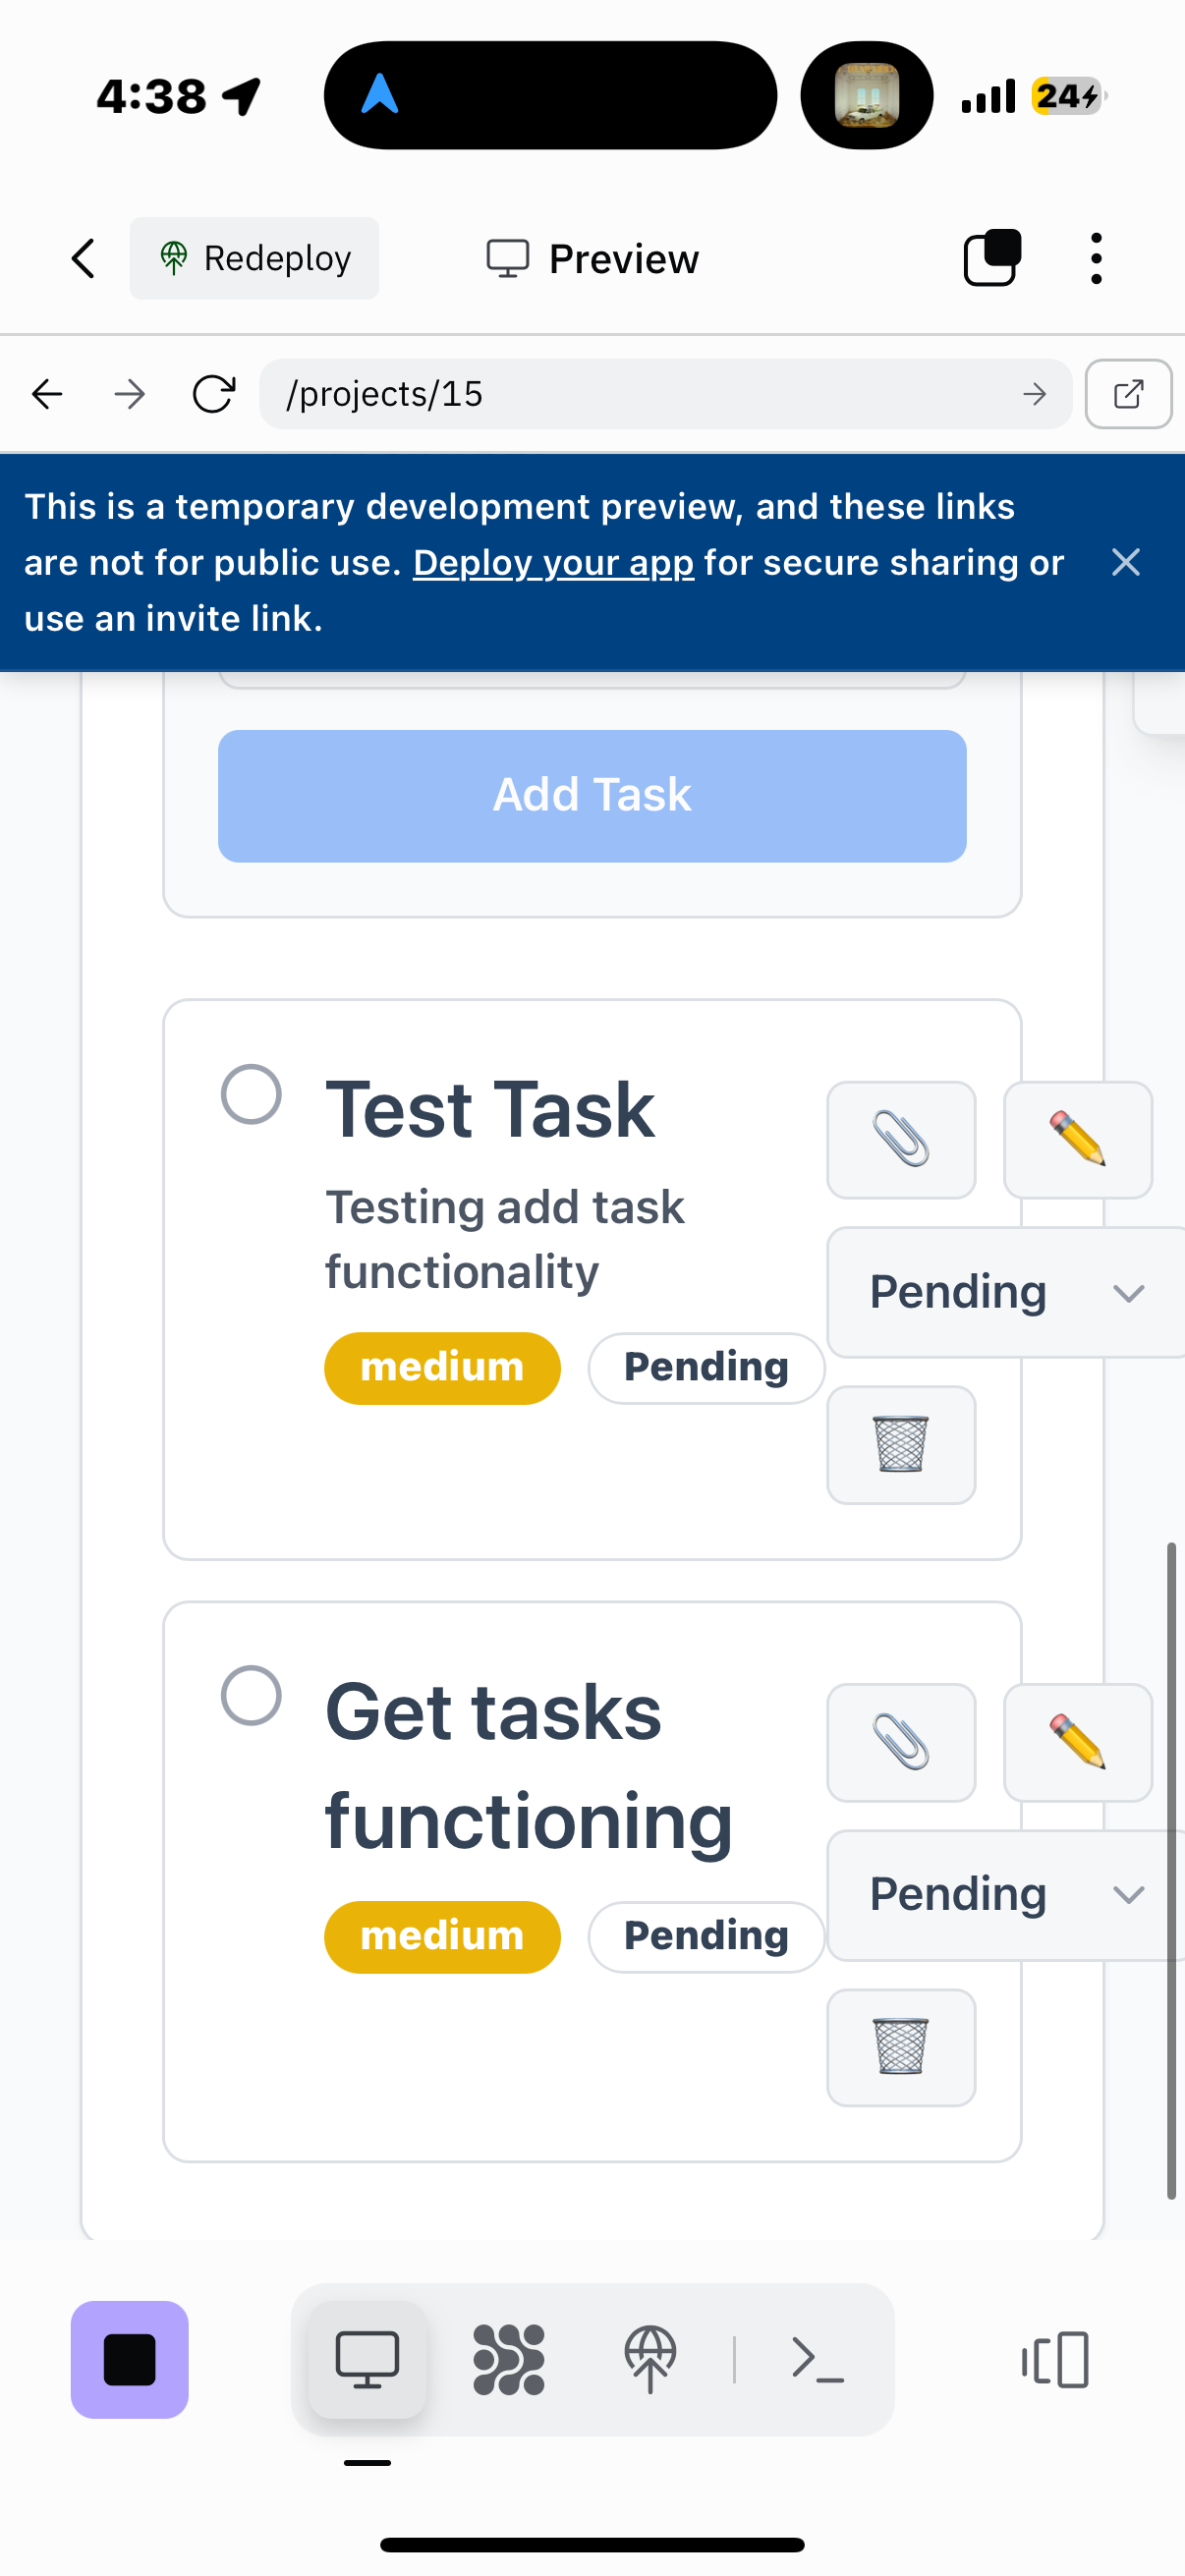 4:38
24
Redeploy
Preview
/projects/15
This is a temporary development preview, and these links
are not for public use. Deploy your app for secure sharing or
use an invite link.
Add Task
Test Task
Testing add task
functionality
medium
Pending
Pending
Get tasks
functioning
medium
Pending
Pending